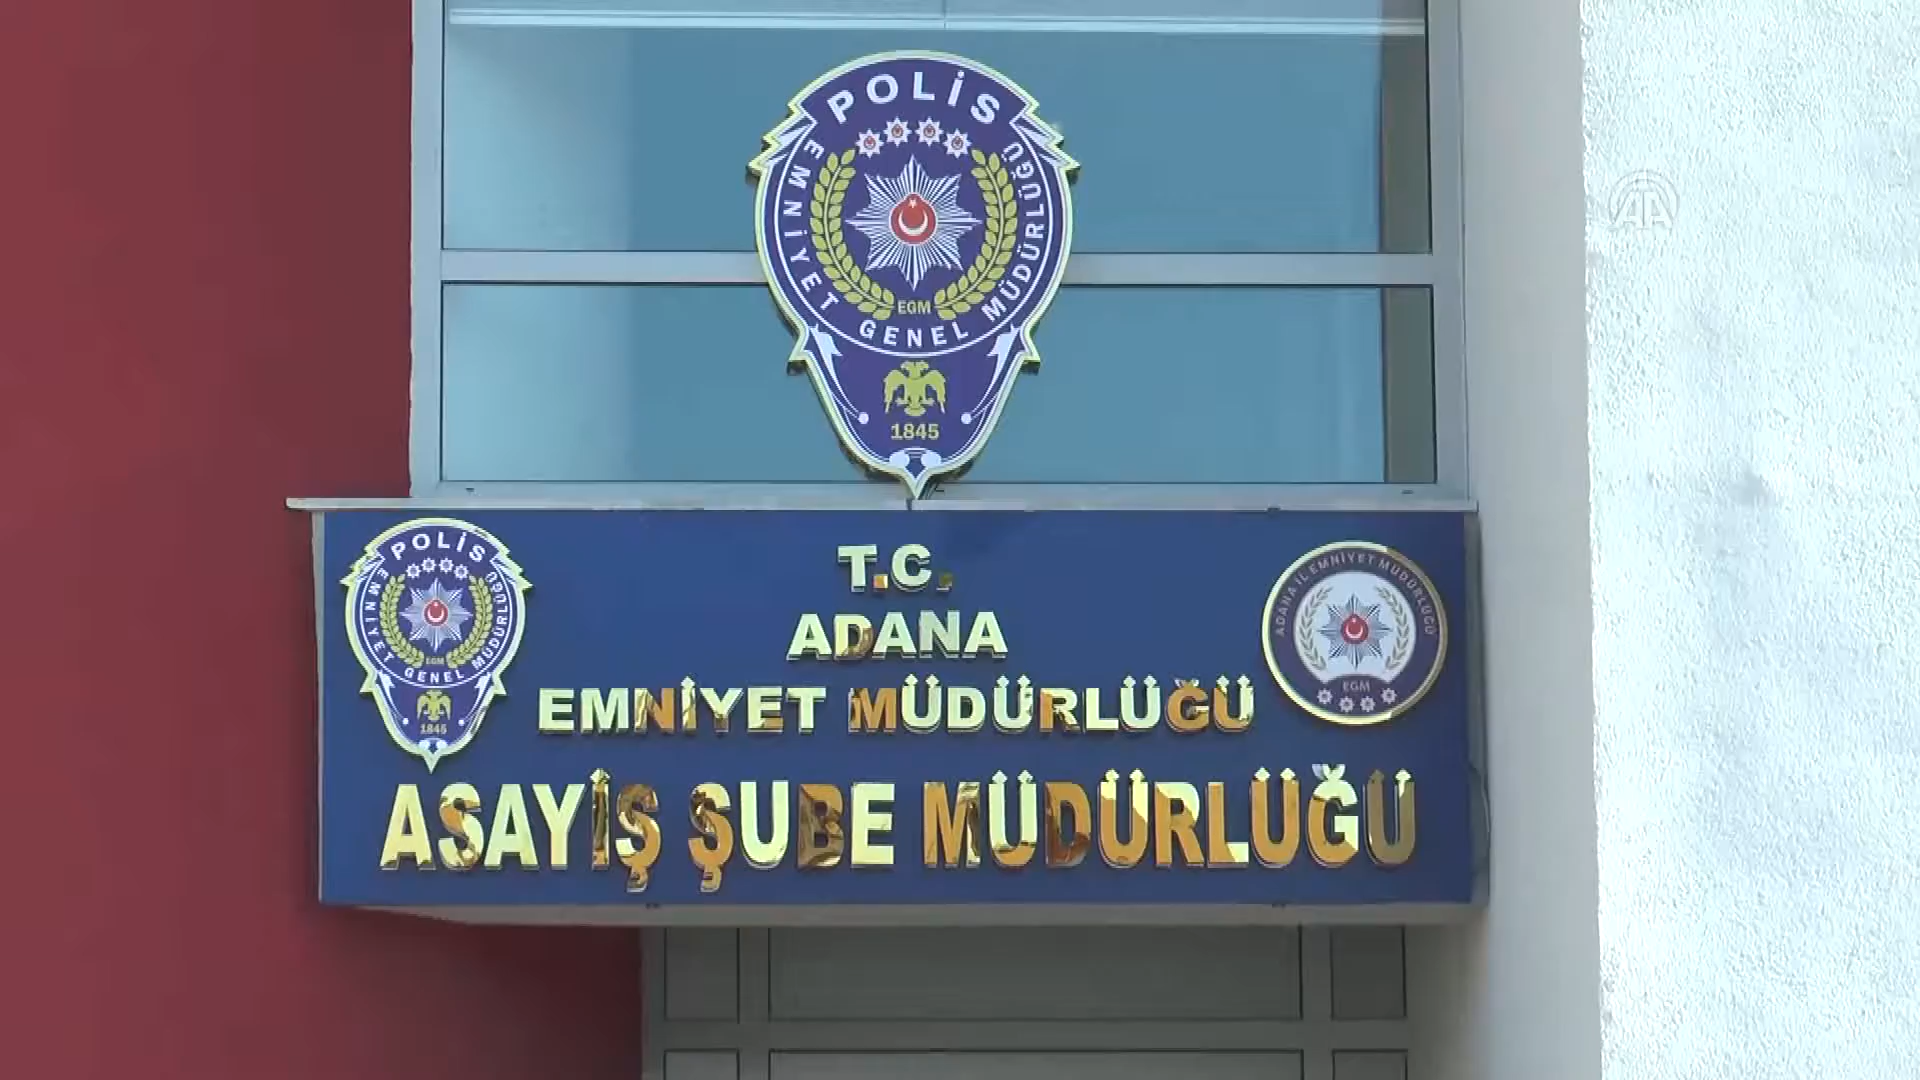 POLİS
EMNİYET GENEL MÜDÜRLÜĞÜ
EGM
1845
AA
POLİS
EMNİYET GENEL MÜDÜRLÜĞÜ
EGM
1845
T.C.
ADANA
EMNİYET MÜDÜRLÜĞÜ
ASAYİŞ ŞUBE MÜDÜRLÜĞÜ
ADANA İL EMNİYET MÜDÜRLÜĞÜ
EGM